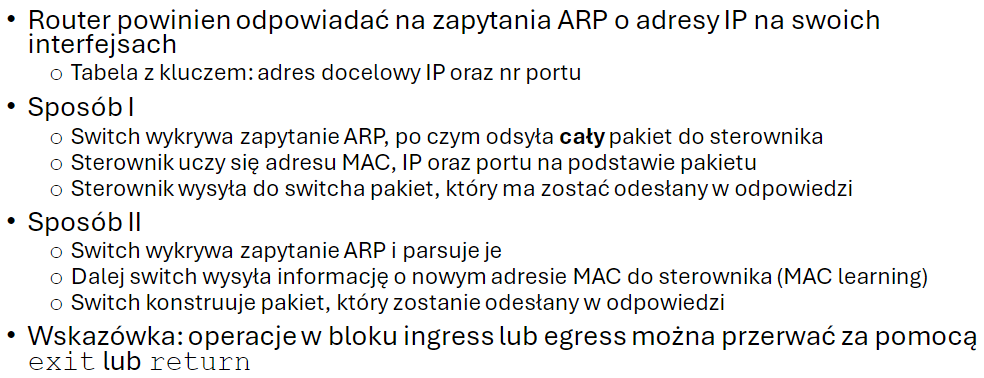 • Router powinien odpowiadać na zapytania ARP o adresy IP na swoich
interfejsach
○ Tabela z kluczem: adres docelowy IP oraz nr portu
• Sposób I
○ Switch wykrywa zapytanie ARP, po czym odsyła cały pakiet do sterownika
○ Sterownik uczy się adresu MAC, IP oraz portu na podstawie pakietu
○ Sterownik wysyła do switcha pakiet, który ma zostać odesłany w odpowiedzi
• Sposób II
○ Switch wykrywa zapytanie ARP i parsuje je
○ Dalej switch wysyła informację o nowym adresie MAC do sterownika (MAC learning)
○ Switch konstruuje pakiet, który zostanie odesłany w odpowiedzi
• Wskazówka: operacje w bloku ingress lub egress można przerwać za pomocą
exit lub return